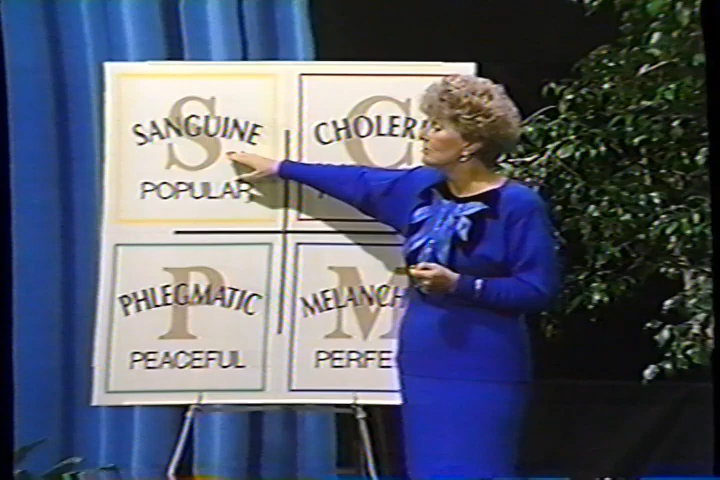 S
SANGUINE
POPULAR
C
P
PHLEGMATIC
PEACEFUL
M